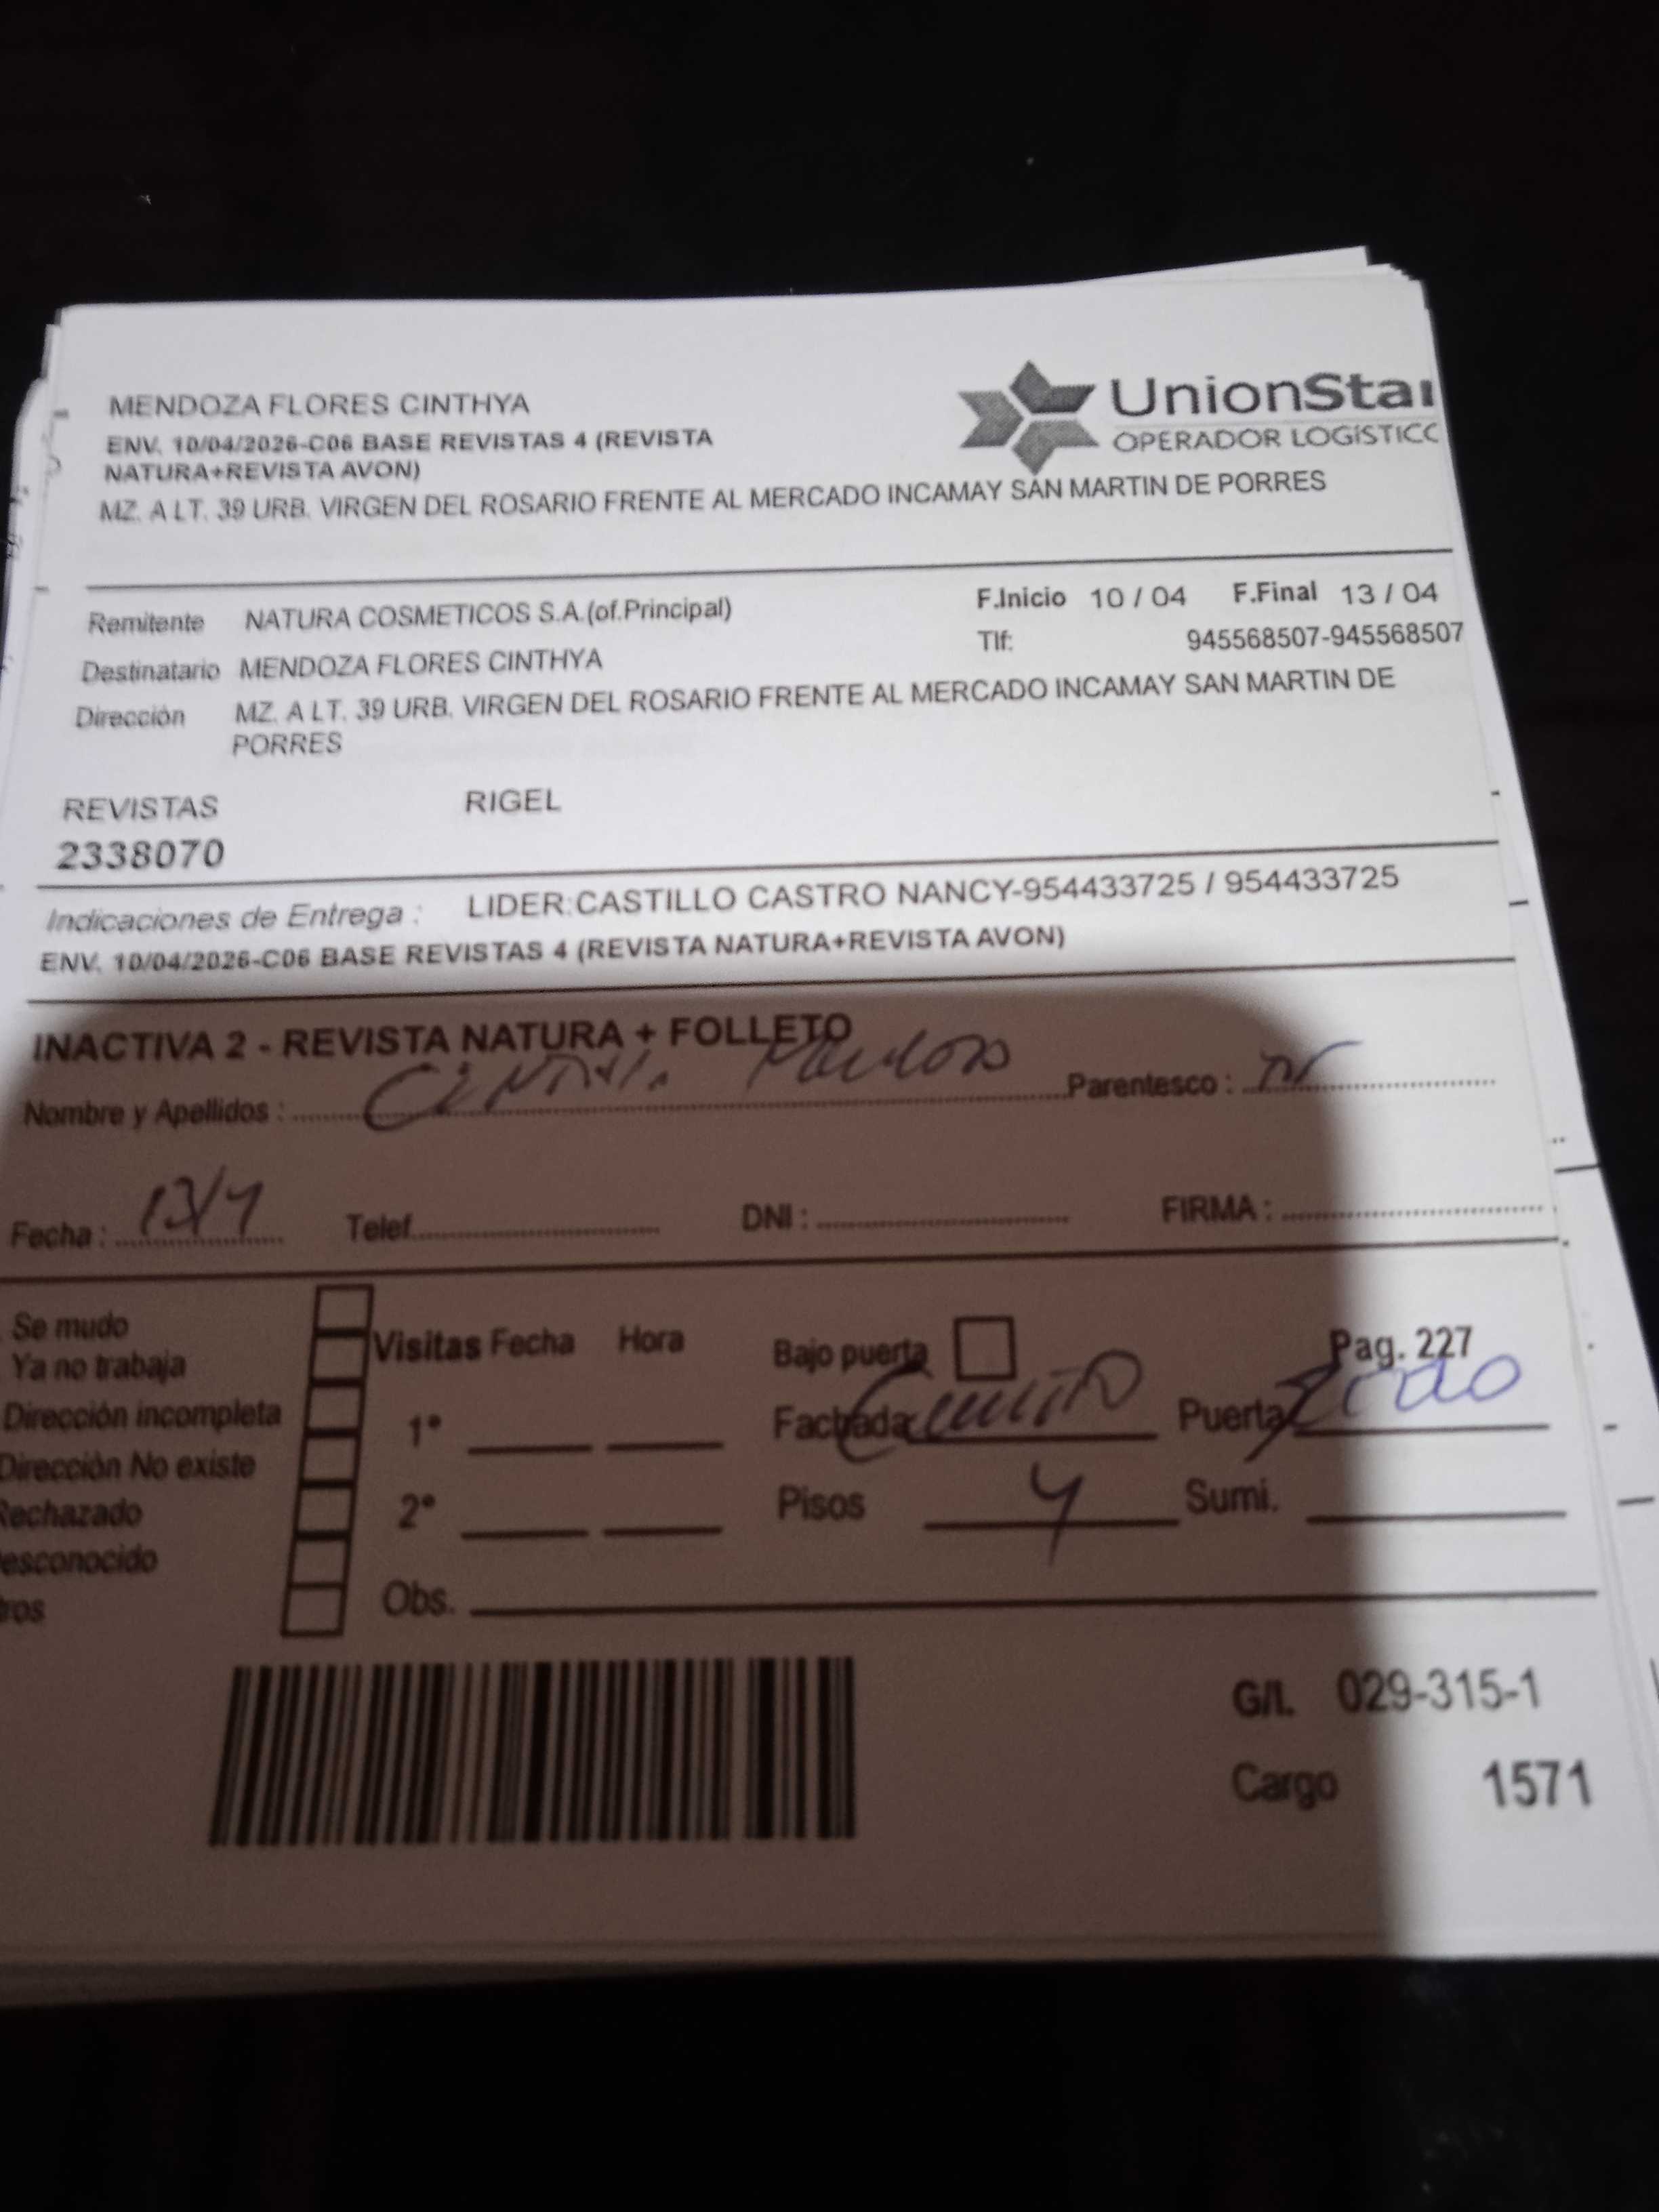 MENDOZA FLORES CINTHYA
UnionStar
OPERADOR LOGÍSTICO
ENV. 10/04/2026-C06 BASE REVISTAS 4 (REVISTA
NATURA+REVISTA AVON)
MZ. A LT. 39 URB. VIRGEN DEL ROSARIO FRENTE AL MERCADO INCAMAY SAN MARTIN DE PORRES
Remitente NATURA COSMETICOS S.A.(of.Principal) F.Inicio 10 / 04 F.Final 13 / 04
Tlf: 945568507-945568507
Destinatario MENDOZA FLORES CINTHYA
Dirección MZ. A LT. 39 URB. VIRGEN DEL ROSARIO FRENTE AL MERCADO INCAMAY SAN MARTIN DE
PORRES
REVISTAS RIGEL
2338070
Indicaciones de Entrega : LIDER:CASTILLO CASTRO NANCY-954433725 / 954433725
ENV. 10/04/2026-C06 BASE REVISTAS 4 (REVISTA NATURA+REVISTA AVON)
INACTIVA 2 - REVISTA NATURA + FOLLETO
Nombre y Apellidos : Parentesco :
Fecha : 13/4 Telef. DNI : FIRMA :
Se mudo
Ya no trabaja
Dirección incompleta
Dirección No existe
Rechazado
esconocido
tros
Visitas Fecha Hora
1°
2°
Obs.
Bajo puerta Pag. 227
Fachada Puerta
Pisos 4 Sumi.
G/I. 029-315-1
Cargo 1571